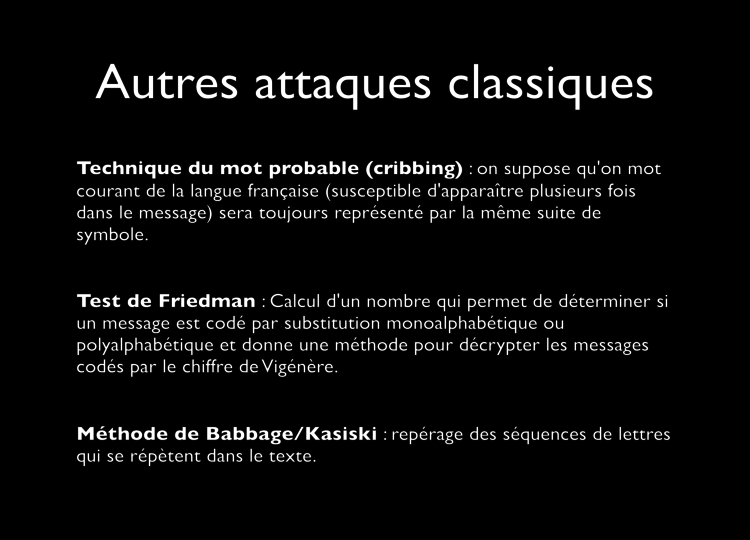 Autres attaques classiques
Technique du mot probable (cribbing) : on suppose qu'on mot
courant de la langue française (susceptible d'apparaître plusieurs fois
dans le message) sera toujours représenté par la même suite de
symbole.
Test de Friedman : Calcul d'un nombre qui permet de déterminer si
un message est codé par substitution monoalphabétique ou
polyalphabétique et donne une méthode pour décrypter les messages
codés par le chiffre de Vigénère.
Méthode de Babbage/Kasiski : repérage des séquences de lettres
qui se répètent dans le texte.